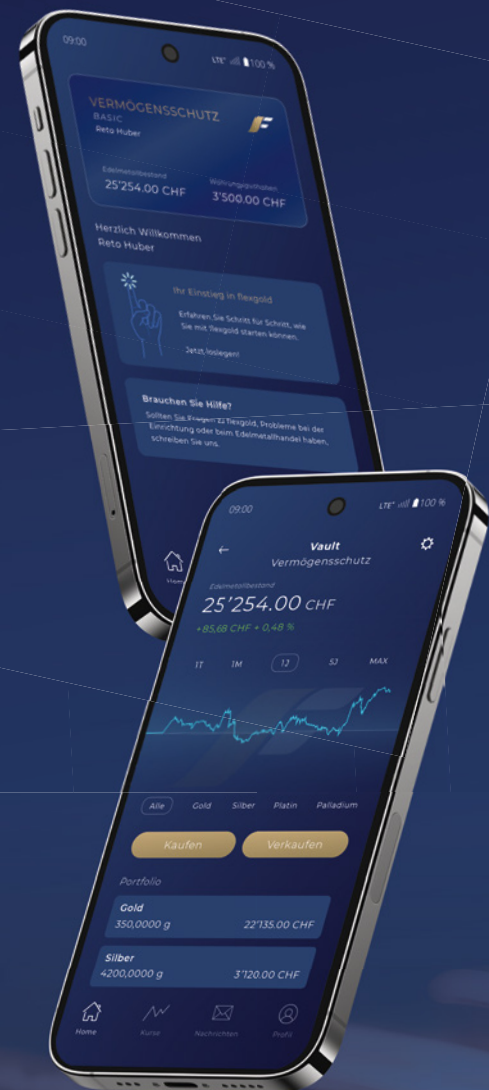 09:00
LTE+ 100 %
VERMÖGENSSCHUTZ
BASIC
Reto Huber
Edelmetallbestand
Währungsguthaben
25'254.00 CHF
3'500.00 CHF
Herzlich Willkommen
Reto Huber
Ihr Einstieg in flexgold
Erfahren Sie Schritt für Schritt, wie
Sie mit flexgold starten können.
Jetzt loslegen!
Brauchen Sie Hilfe?
Sollten Sie Fragen zu flexgold, Probleme bei der
Einrichtung oder beim Edelmetallhandel haben,
schreiben Sie uns.
09:00
LTE+ 100 %
Vault
Vermögensschutz
Edelmetallbestand
25'254.00 CHF
+85,68 CHF + 0,48 %
1T 1M 1J 5J MAX
Alle Gold Silber Platin Palladium
Kaufen Verkaufen
Portfolio
Gold
350,0000 g 22'135.00 CHF
Silber
4200,0000 g 3'120.00 CHF
Home Kurse Nachrichten Profil